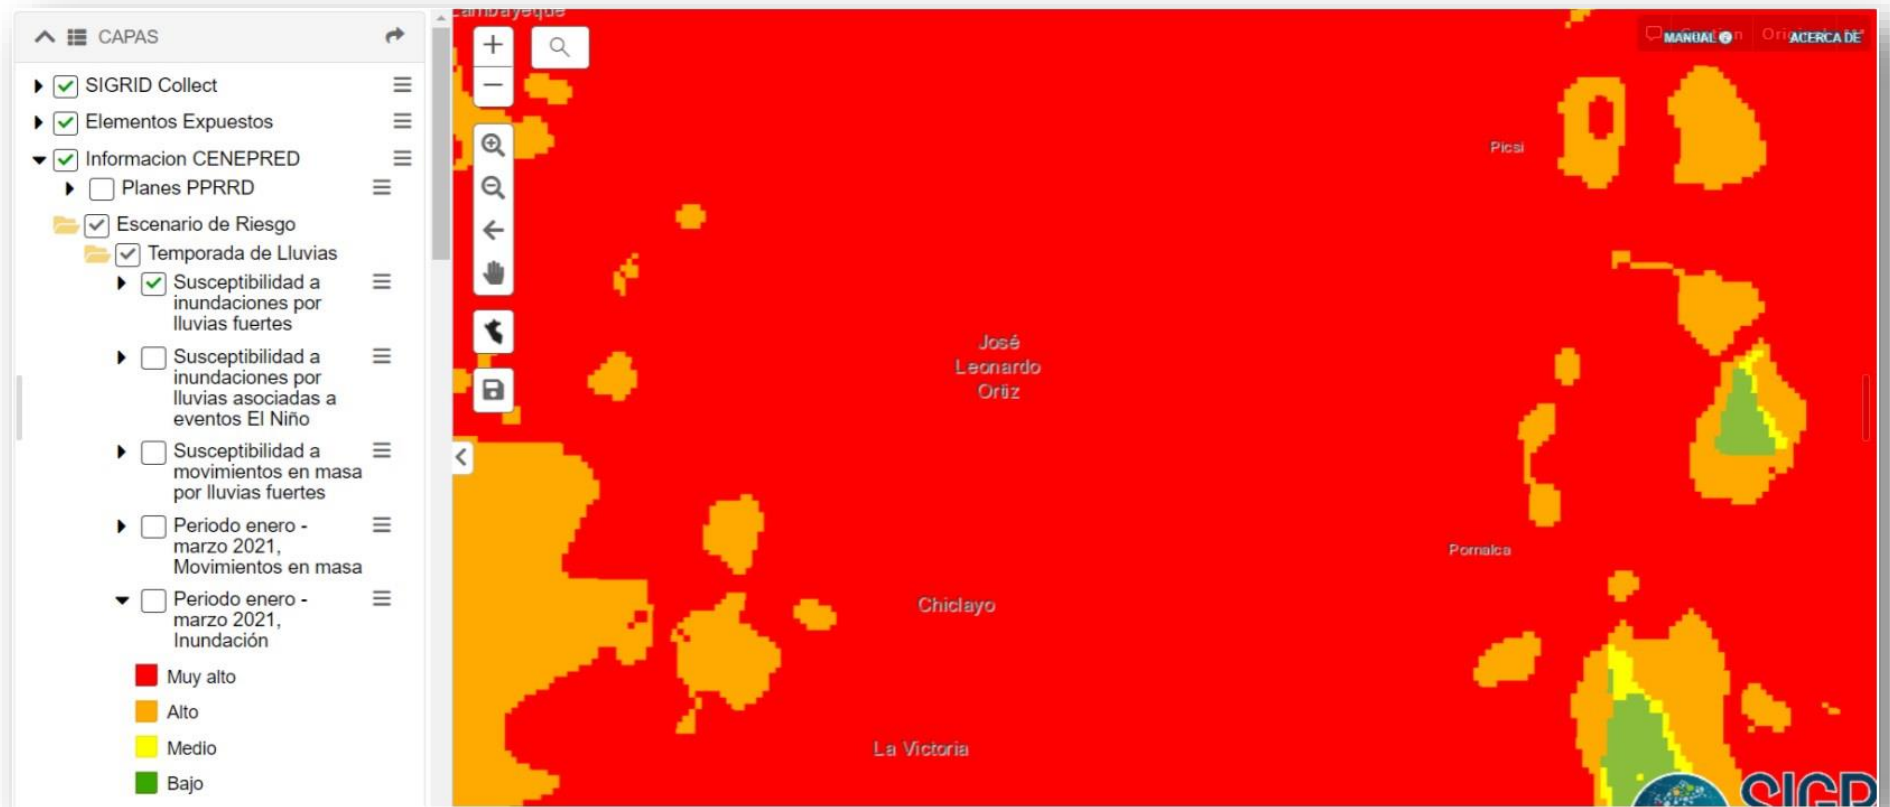 CAPAS
SIGRID Collect
Elementos Expuestos
Informacion CENEPRED
Planes PPRRD
Escenario de Riesgo
Temporada de Lluvias
Susceptibilidad a
inundaciones por
lluvias fuertes
Susceptibilidad a
inundaciones por
lluvias asociadas a
eventos El Niño
Susceptibilidad a
movimientos en masa
por lluvias fuertes
Periodo enero -
marzo 2021,
Movimientos en masa
Periodo enero -
marzo 2021,
Inundación
Muy alto
Alto
Medio
Bajo
Lambayeque
MANUAL
ACERCA DE
Picsi
José
Leonardo
Ortiz
Pomalca
Chiclayo
La Victoria